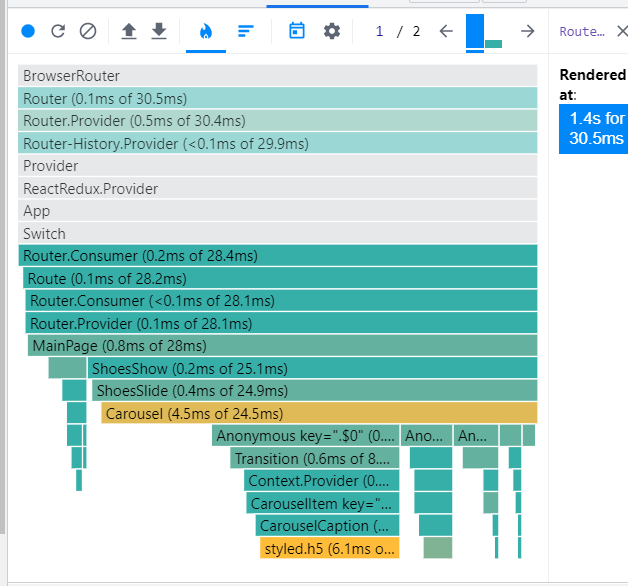 1 / 2
Route…
Rendered
at:
1.4s for
30.5ms
BrowserRouter
Router (0.1ms of 30.5ms)
Router.Provider (0.5ms of 30.4ms)
Router-History.Provider (<0.1ms of 29.9ms)
Provider
ReactRedux.Provider
App
Switch
Router.Consumer (0.2ms of 28.4ms)
Route (0.1ms of 28.2ms)
Router.Consumer (<0.1ms of 28.1ms)
Router.Provider (0.1ms of 28.1ms)
MainPage (0.8ms of 28ms)
ShoesShow (0.2ms of 25.1ms)
ShoesSlide (0.4ms of 24.9ms)
Carousel (4.5ms of 24.5ms)
Anonymous key=".$0" (0.… Ano… An…
Transition (0.6ms of 8.…
Context.Provider (0.…
CarouselItem key="…
CarouselCaption (…
styled.h5 (6.1ms o…